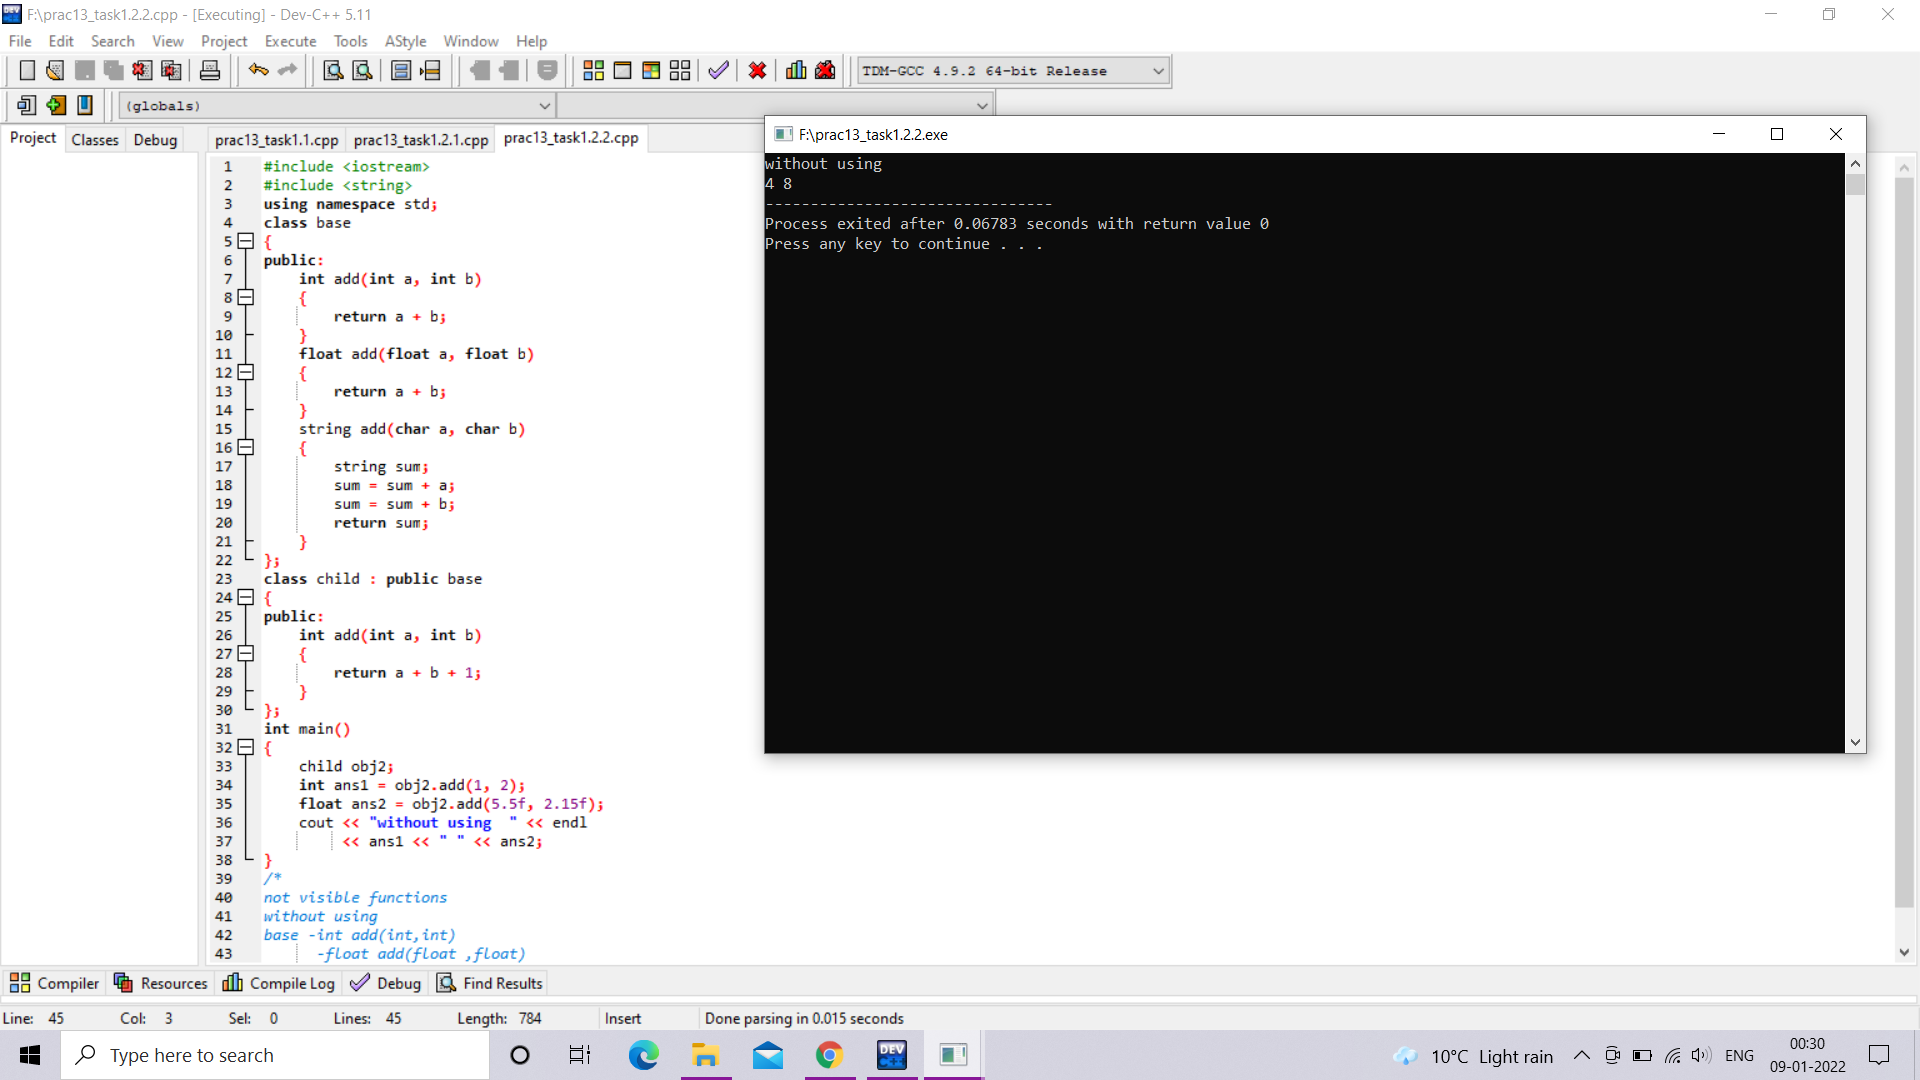 F:\prac13_task1.2.2.cpp - [Executing] - Dev-C++ 5.11
File Edit Search View Project Execute Tools AStyle Window Help
TDM-GCC 4.9.2 64-bit Release
(globals)
Project Classes Debug
prac13_task1.1.cpp prac13_task1.2.1.cpp prac13_task1.2.2.cpp
1 #include <iostream>
2 #include <string>
3 using namespace std;
4 class base
5 {
6 public:
7 int add(int a, int b)
8 {
9 return a + b;
10 }
11 float add(float a, float b)
12 {
13 return a + b;
14 }
15 string add(char a, char b)
16 {
17 string sum;
18 sum = sum + a;
19 sum = sum + b;
20 return sum;
21 }
22 };
23 class child : public base
24 {
25 public:
26 int add(int a, int b)
27 {
28 return a + b + 1;
29 }
30 };
31 int main()
32 {
33 child obj2;
34 int ans1 = obj2.add(1, 2);
35 float ans2 = obj2.add(5.5f, 2.15f);
36 cout << "without using  " << endl
37 << ans1 << " " << ans2;
38 }
39 /*
40 not visible functions
41 without using
42 base -int add(int,int)
43 -float add(float ,float)
F:\prac13_task1.2.2.exe
without using
4 8
--------------------------------
Process exited after 0.06783 seconds with return value 0
Press any key to continue . . .
Compiler Resources Compile Log Debug Find Results
Line: 45 Col: 3 Sel: 0 Lines: 45 Length: 784 Insert Done parsing in 0.015 seconds
Type here to search
DEV C++
10°C Light rain
ENG
00:30
09-01-2022